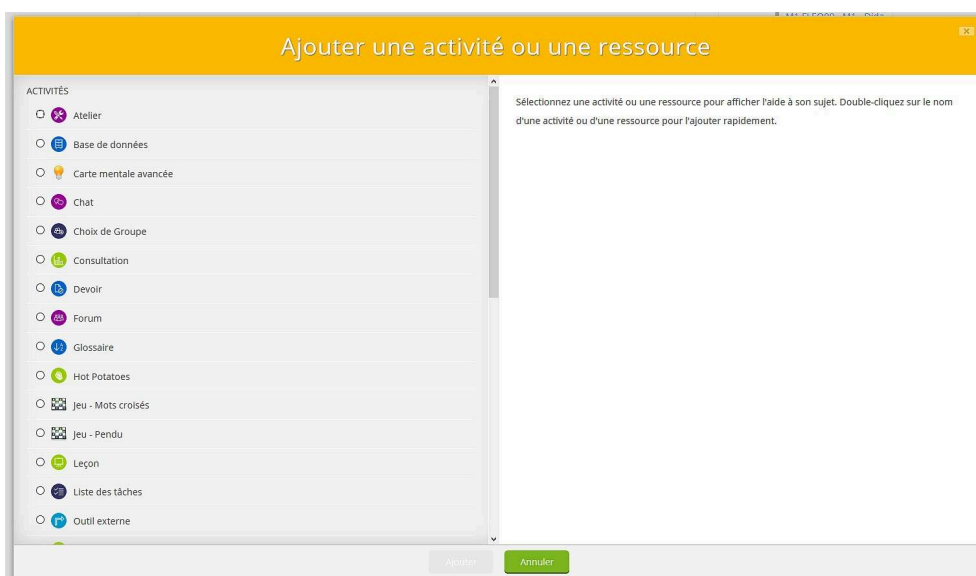 Ajouter une activité ou une ressource
ACTIVITÉS
Atelier
Base de données
Carte mentale avancée
Chat
Choix de Groupe
Consultation
Devoir
Forum
Glossaire
Hot Potatoes
Jeu - Mots croisés
Jeu - Pendu
Leçon
Liste des tâches
Outil externe
Sélectionnez une activité ou une ressource pour afficher l'aide à son sujet. Double-cliquez sur le nom
d'une activité ou d'une ressource pour l'ajouter rapidement.
Ajouter
Annuler